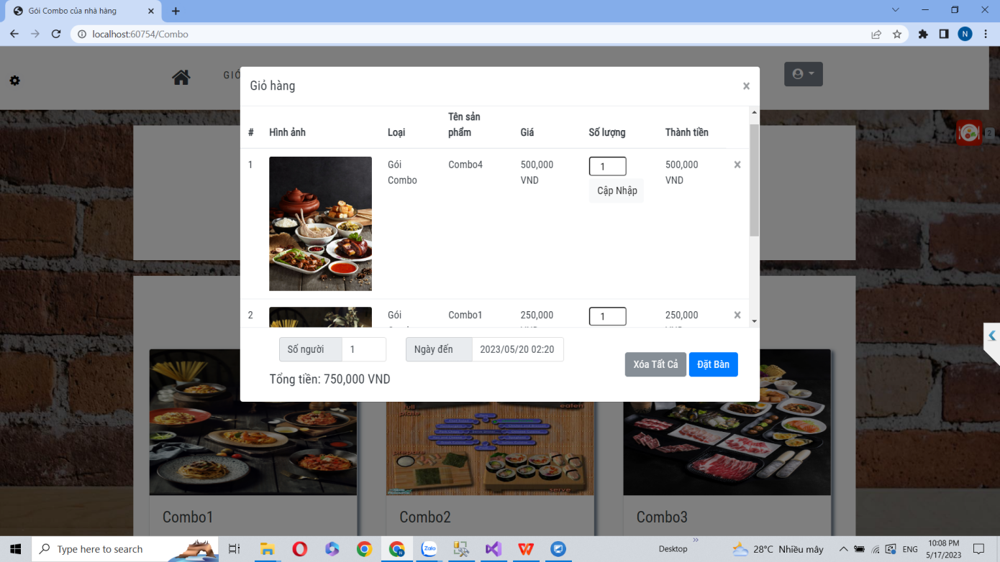 Gói Combo của nhà hàng
localhost:60754/Combo
N
GIỚ
Giỏ hàng
# Hình ảnh Loại Tên sản phẩm Giá Số lượng Thành tiền
1 Gói Combo Combo4 500,000 VND 1 500,000 VND
Cập Nhập
2 Gói Combo1 250,000 1 250,000
2
Số người 1 Ngày đến 2023/05/20 02:20
Xóa Tất Cả Đặt Bàn
Tổng tiền: 750,000 VND
full plate
eaten
prepare
serve
Combo1 Combo2 Combo3
Type here to search
Zalo
Desktop
28°C Nhiều mây
ENG
10:08 PM
5/17/2023